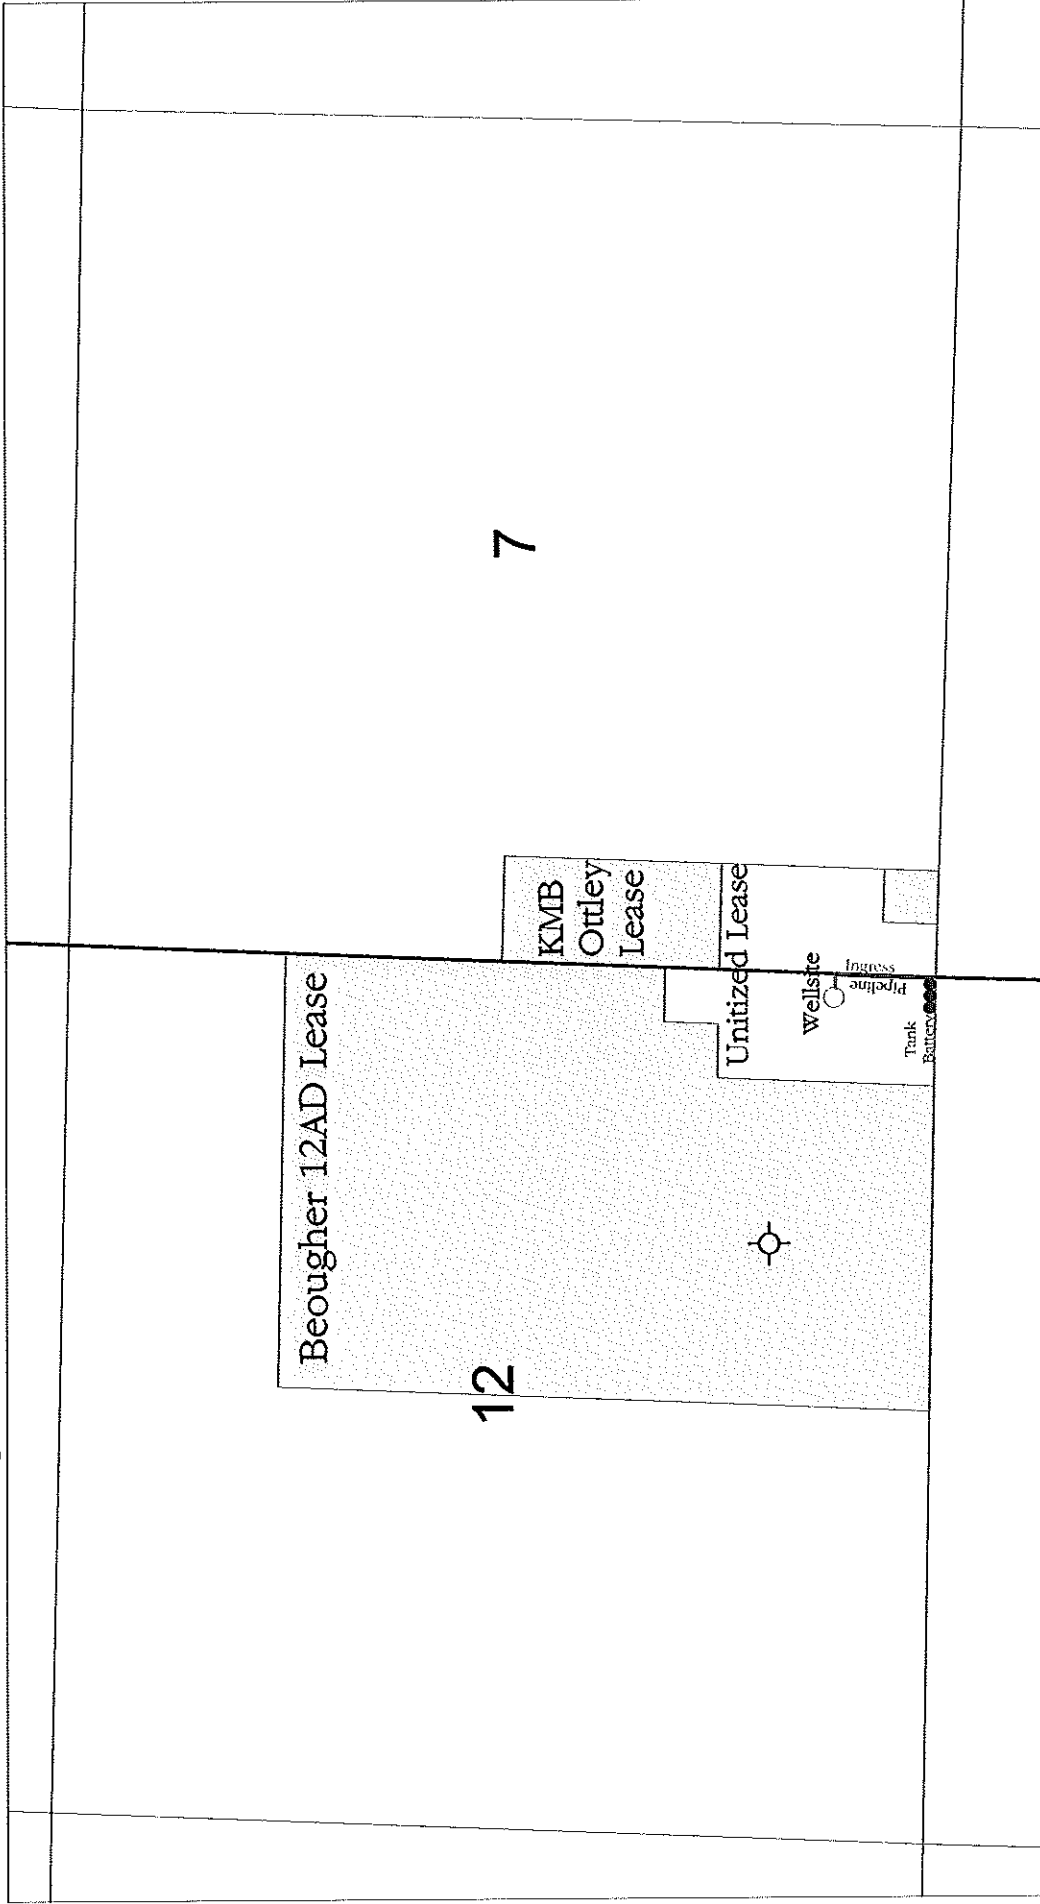 7
KMB
Ottley
Lease
Beougher 12AD Lease
Unitized Lease
Wellsite
Ingress
Pipeline
Tank
Battery
12